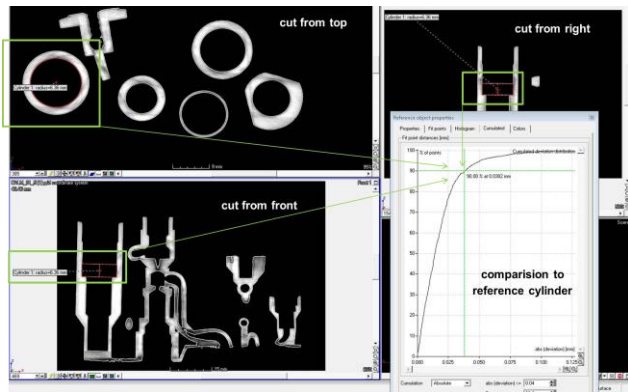 cut from top
Cylinder 1: radius=6.36 mm
cut from right
Cylinder 1: radius=6.36 mm
cut from front
Cylinder 1: radius=6.36 mm
Reference object properties
Properties
Fit points
Histogram
Cumulated
Colors
Fit point distances [mm]
% of points
Cumulated deviation distribution
100
90
80
70
60
50
40
30
20
10
0
90.00 % at 0.0382 mm
comparision to
reference cylinder
0.000
0.025
0.050
0.075
0.100
0.125
abs.(deviation) [mm]
Cumulation:
Absolute
abs.(deviation) <=
0.04